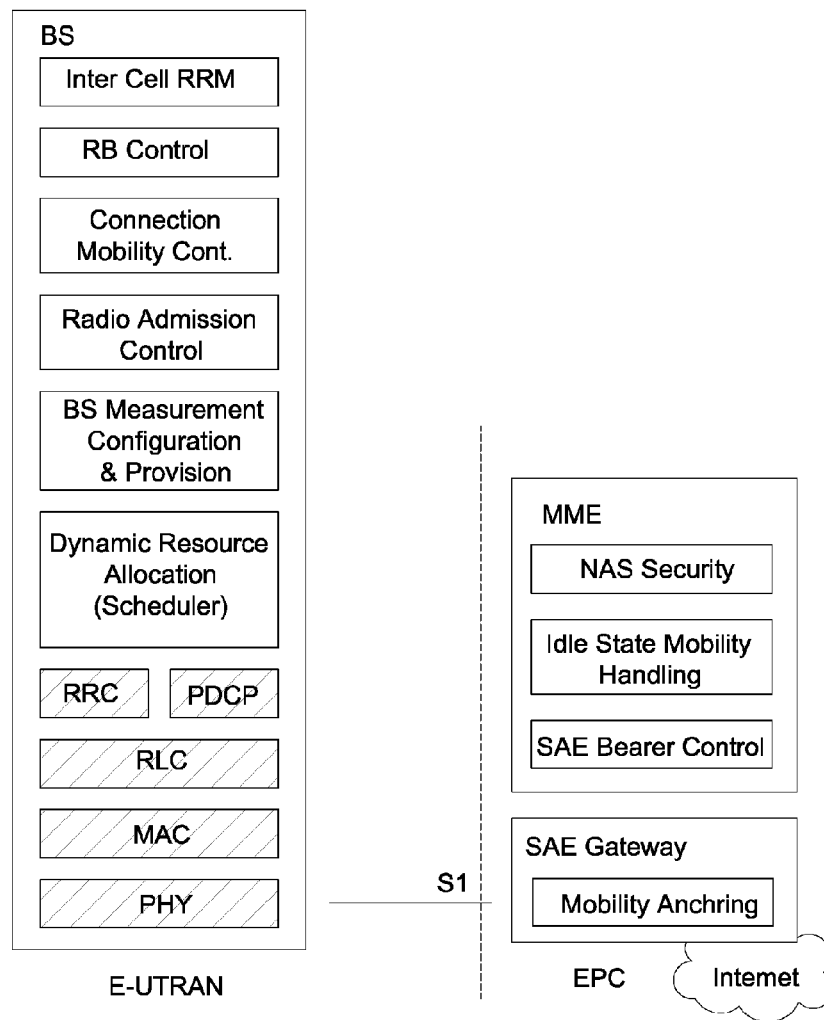 BS
Inter Cell RRM
RB Control
Connection
Mobility Cont.
Radio Admission
Control
BS Measurement
Configuration
& Provision
Dynamic Resource
Allocation
(Scheduler)
RRC
PDCP
RLC
MAC
PHY
E-UTRAN
S1
MME
NAS Security
Idle State Mobility
Handling
SAE Bearer Control
SAE Gateway
Mobility Anchring
EPC
Internet